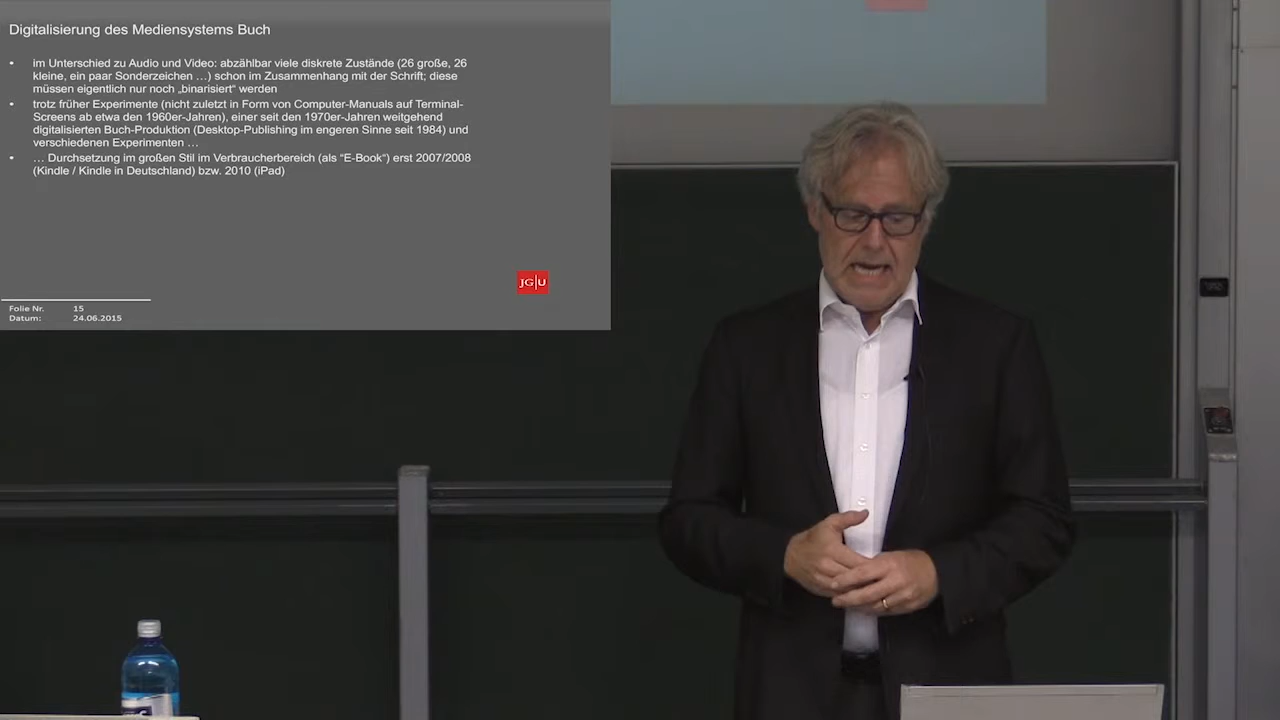 Digitalisierung des Mediensystems Buch
• im Unterschied zu Audio und Video: abzählbar viele diskrete Zustände (26 große, 26
kleine, ein paar Sonderzeichen …) schon im Zusammenhang mit der Schrift; diese
müssen eigentlich nur noch „binarisiert“ werden
• trotz früher Experimente (nicht zuletzt in Form von Computer-Manuals auf Terminal-
Screens ab etwa den 1960er-Jahren), einer seit den 1970er-Jahren weitgehend
digitalisierten Buch-Produktion (Desktop-Publishing im engeren Sinne seit 1984) und
verschiedenen Experimenten …
• … Durchsetzung im großen Stil im Verbraucherbereich (als “E-Book“) erst 2007/2008
(Kindle / Kindle in Deutschland) bzw. 2010 (iPad)
JG|U
Folie Nr. 15
Datum: 24.06.2015